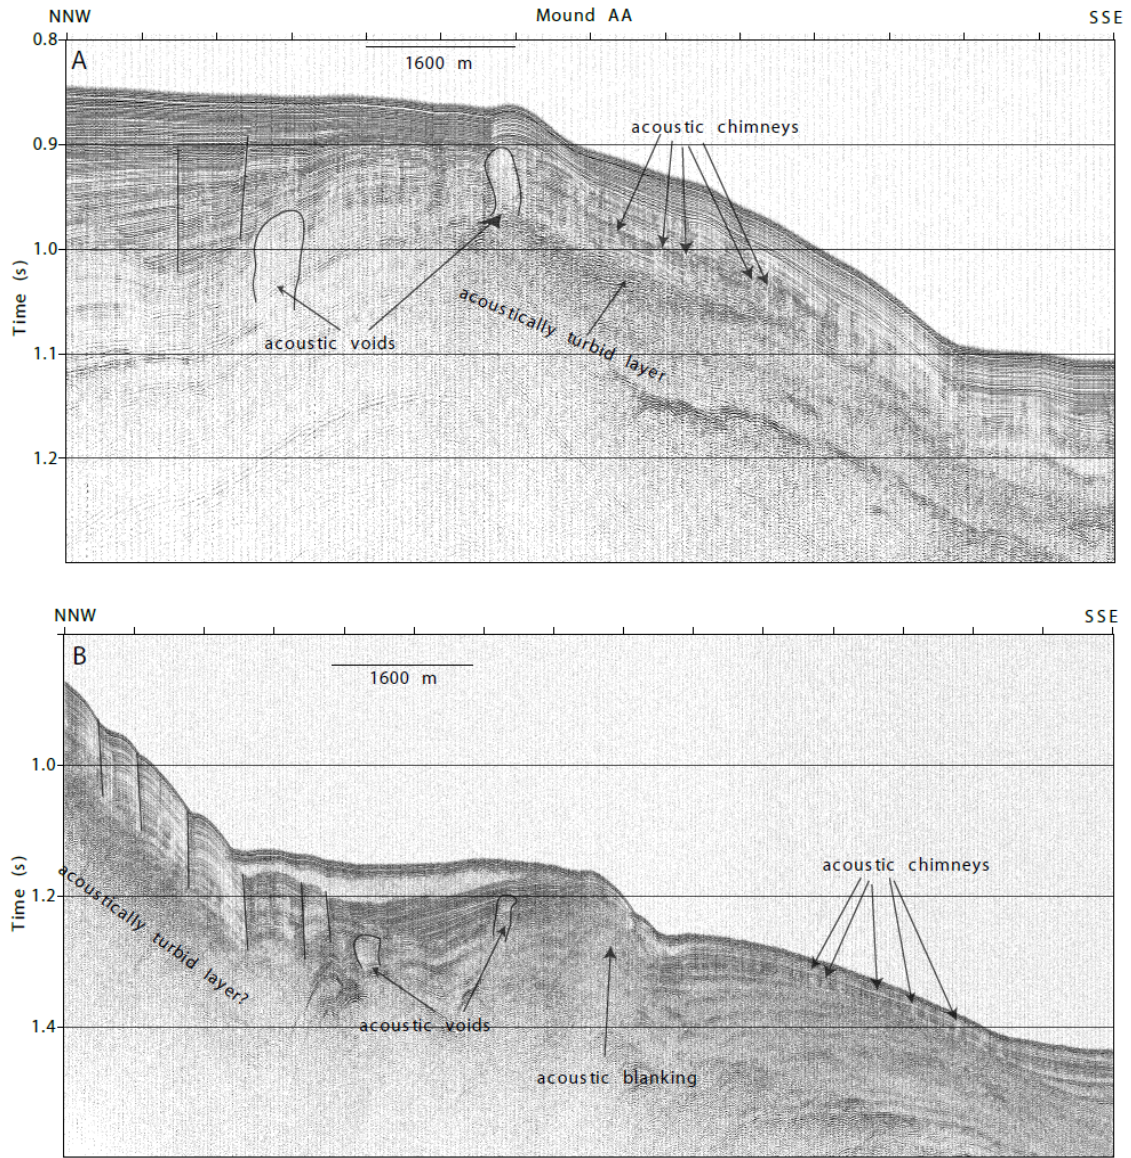 NNW Mound AA SSE
0.8
A
1600 m
acoustic chimneys
0.9
1.0
Time (s)
acoustically turbid layer
acoustic voids
1.1
1.2
NNW SSE
B
1600 m
1.0
acoustic chimneys
Time (s)
acoustically turbid layer?
1.2
acoustic voids
1.4
acoustic blanking